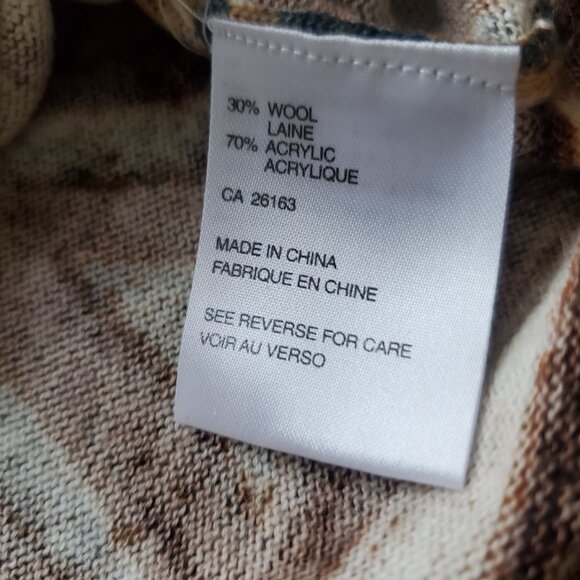 30% WOOL
LAINE
70% ACRYLIC
ACRYLIQUE
CA 26163
MADE IN CHINA
FABRIQUE EN CHINE
SEE REVERSE FOR CARE
VOIR AU VERSO